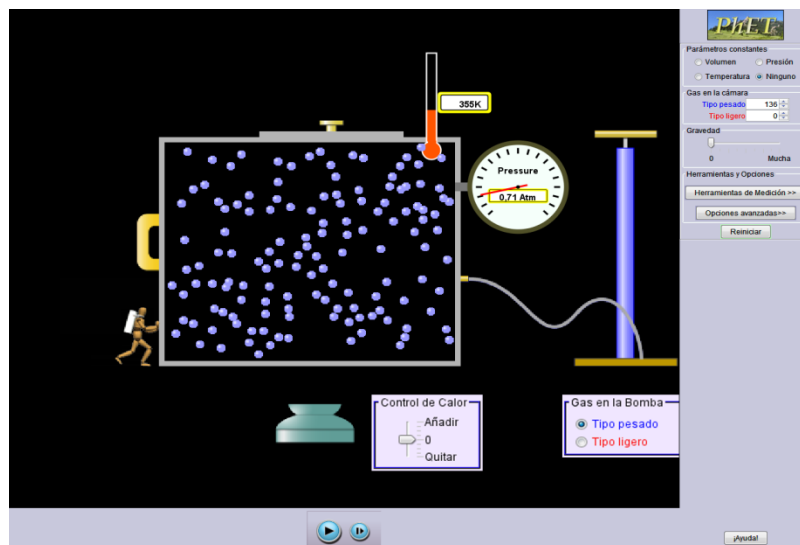 PhET
Parámetros constantes
Volumen Presión
Temperatura Ninguno
355K
Gas en la cámara
Tipo pesado 136
Tipo ligero 0
Gravedad
0 Mucha
Pressure
0,71 Atm
Herramientas y Opciones
Herramientas de Medición >>
Opciones avanzadas>>
Reiniciar
Control de Calor
Añadir
0
Quitar
Gas en la Bomba
Tipo pesado
Tipo ligero
¡Ayuda!